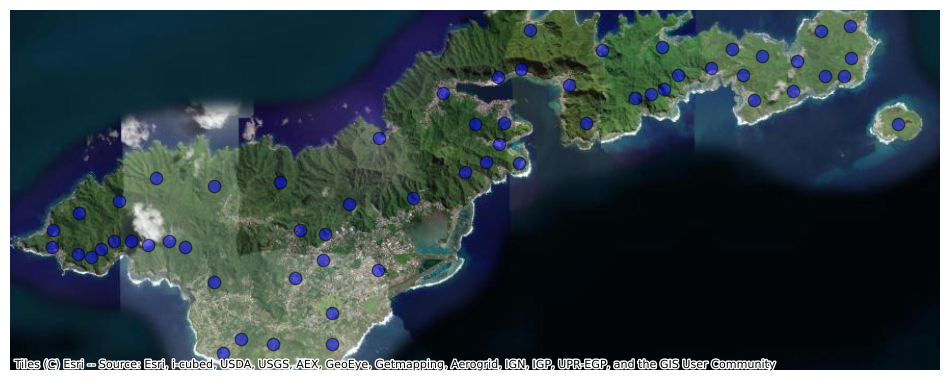 Tiles (C) Esri -- Source: Esri, i-cubed, USDA, USGS, AEX, GeoEye, Getmapping, Aerogrid, IGN, IGP, UPR-EGP, and the GIS User Community